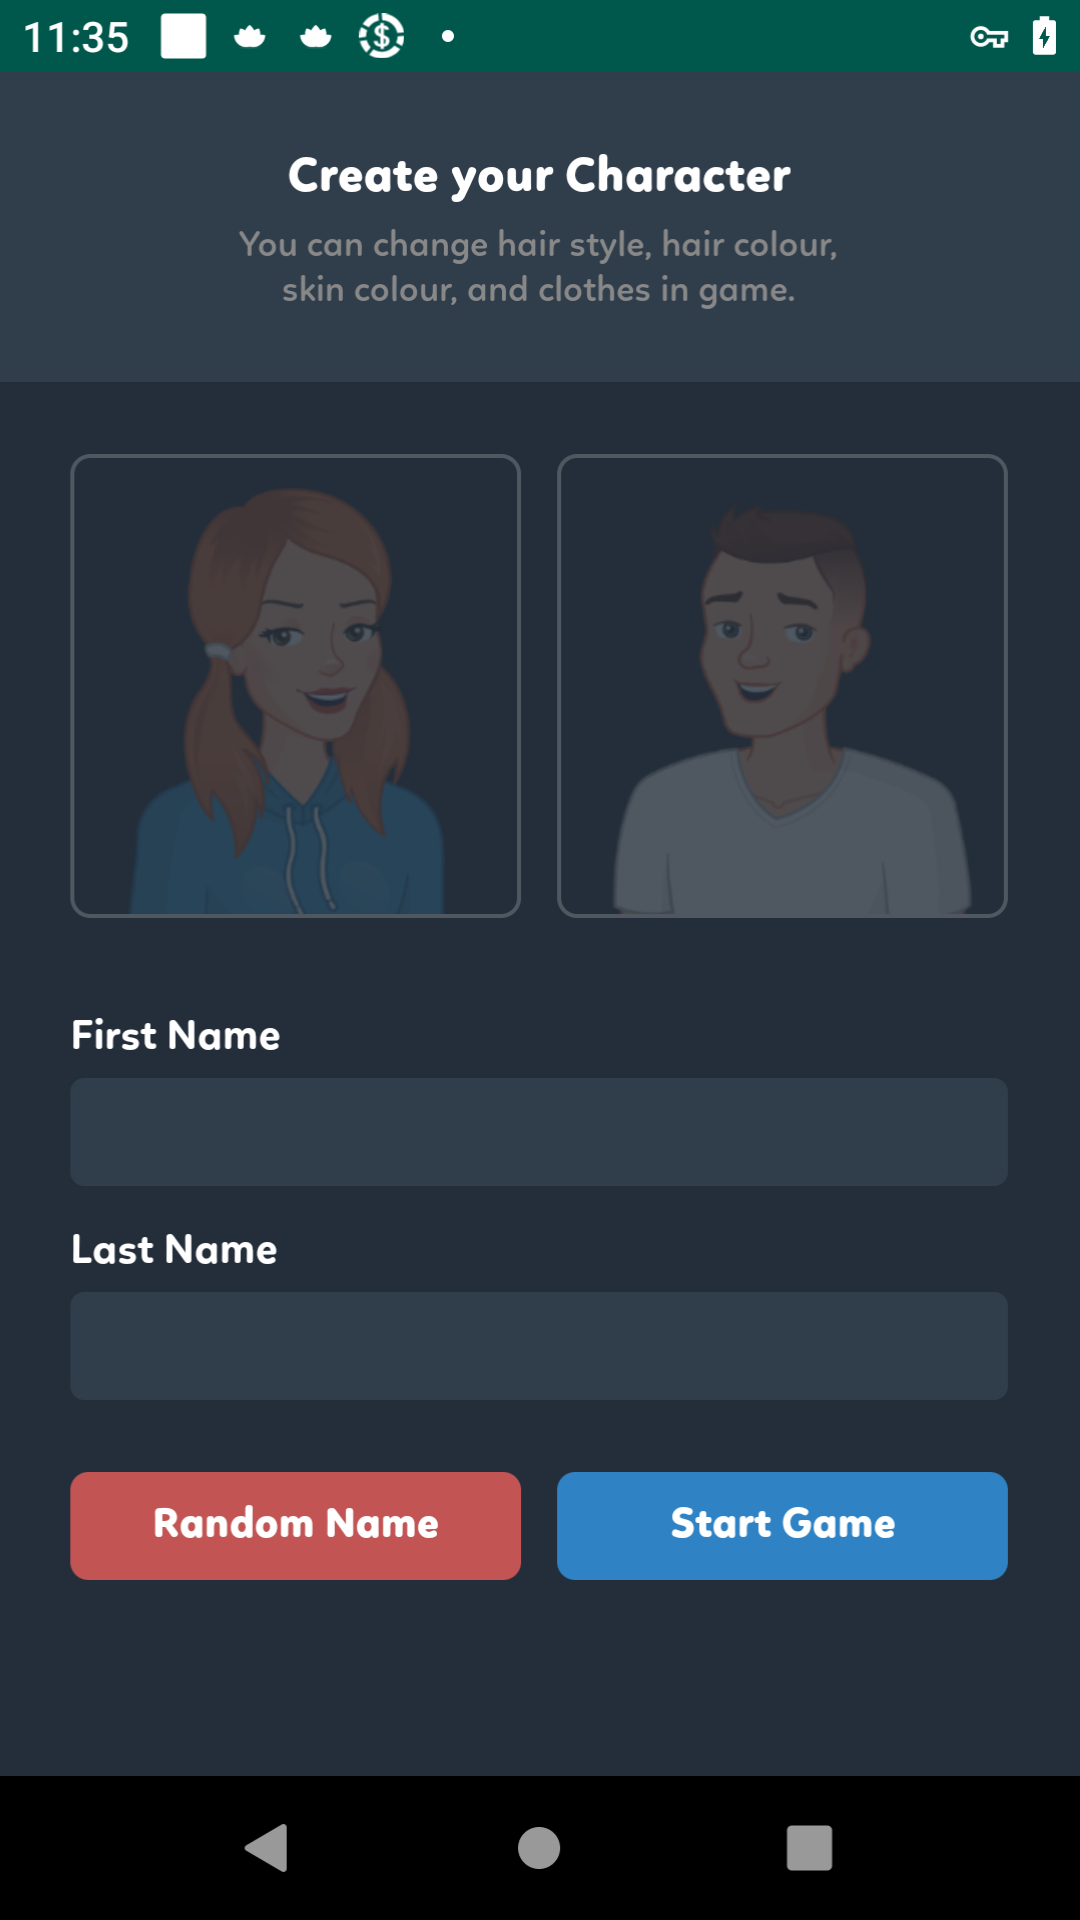 11:35
Create your Character
You can change hair style, hair colour,
skin colour, and clothes in game.
First Name
Last Name
Random Name
Start Game